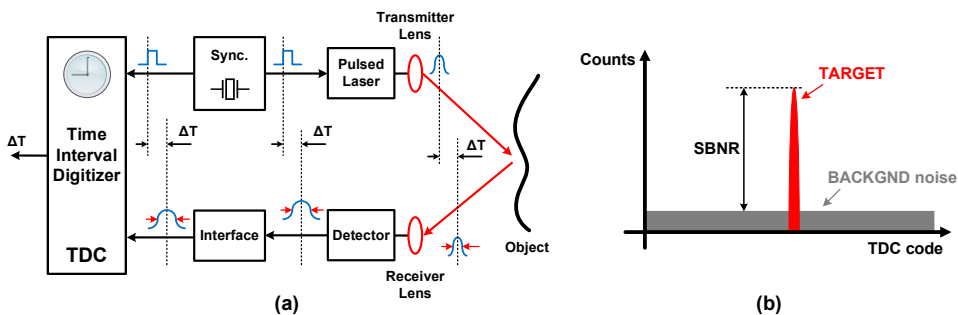 Transmitter
Lens
Sync.
Pulsed
Laser
Counts
TARGET
ΔT
ΔT
ΔT
ΔT
Time
Interval
Digitizer
SBNR
BACKGND noise
TDC
Interface
Detector
Object
TDC code
Receiver
Lens
(a)
(b)